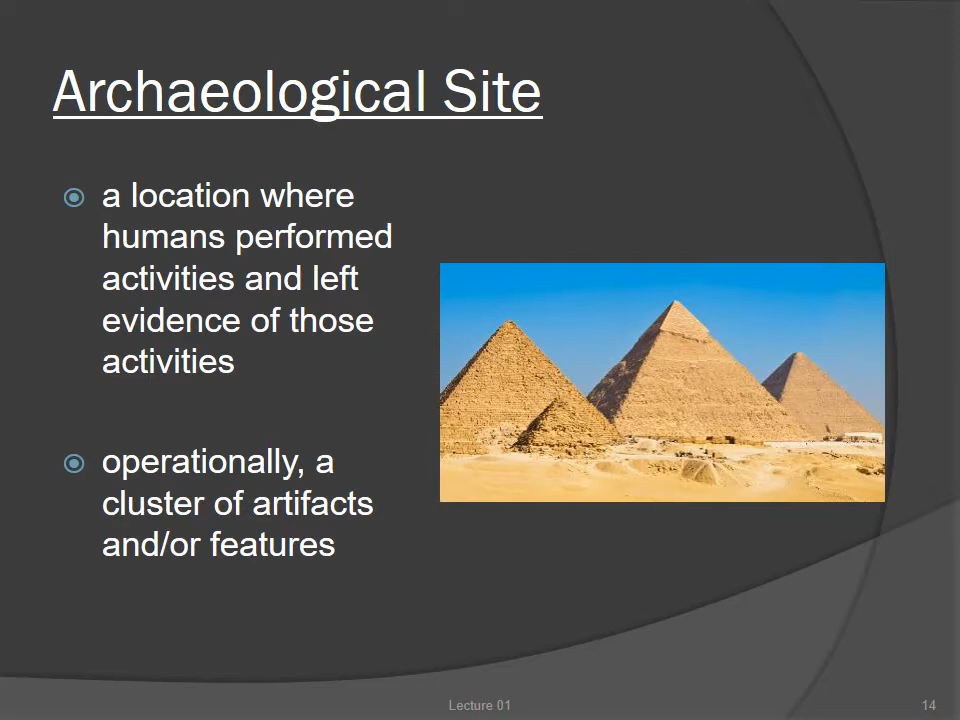 Archaeological Site
a location where
humans performed
activities and left
evidence of those
activities
operationally, a
cluster of artifacts
and/or features
Lecture 01
14